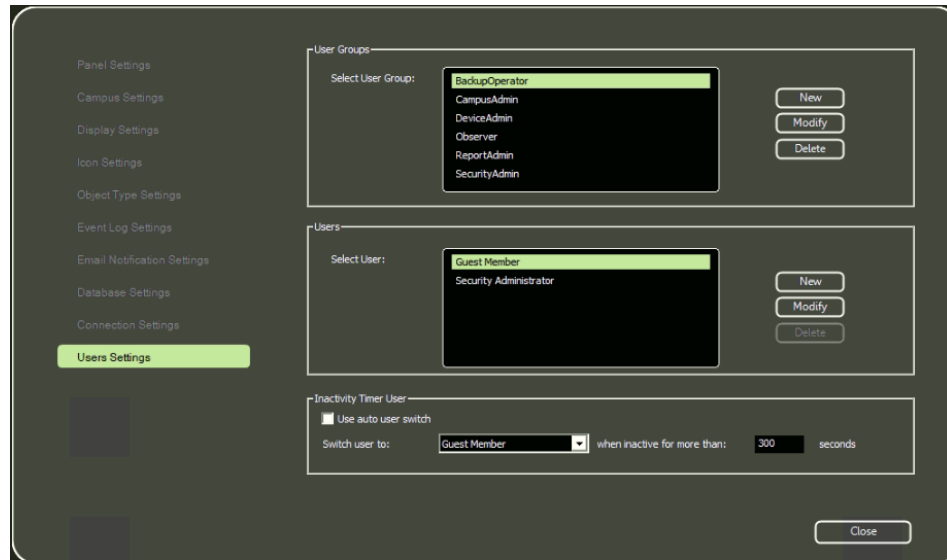 Panel Settings
Campus Settings
Display Settings
Icon Settings
Object Type Settings
Event Log Settings
Email Notification Settings
Database Settings
Connection Settings
Users Settings
User Groups
Select User Group:
BackupOperator
CampusAdmin
DeviceAdmin
Observer
ReportAdmin
SecurityAdmin
New
Modify
Delete
Users
Select User:
Guest Member
Security Administrator
New
Modify
Delete
Inactivity Timer User
Use auto user switch
Switch user to: Guest Member when inactive for more than: 300 seconds
Close